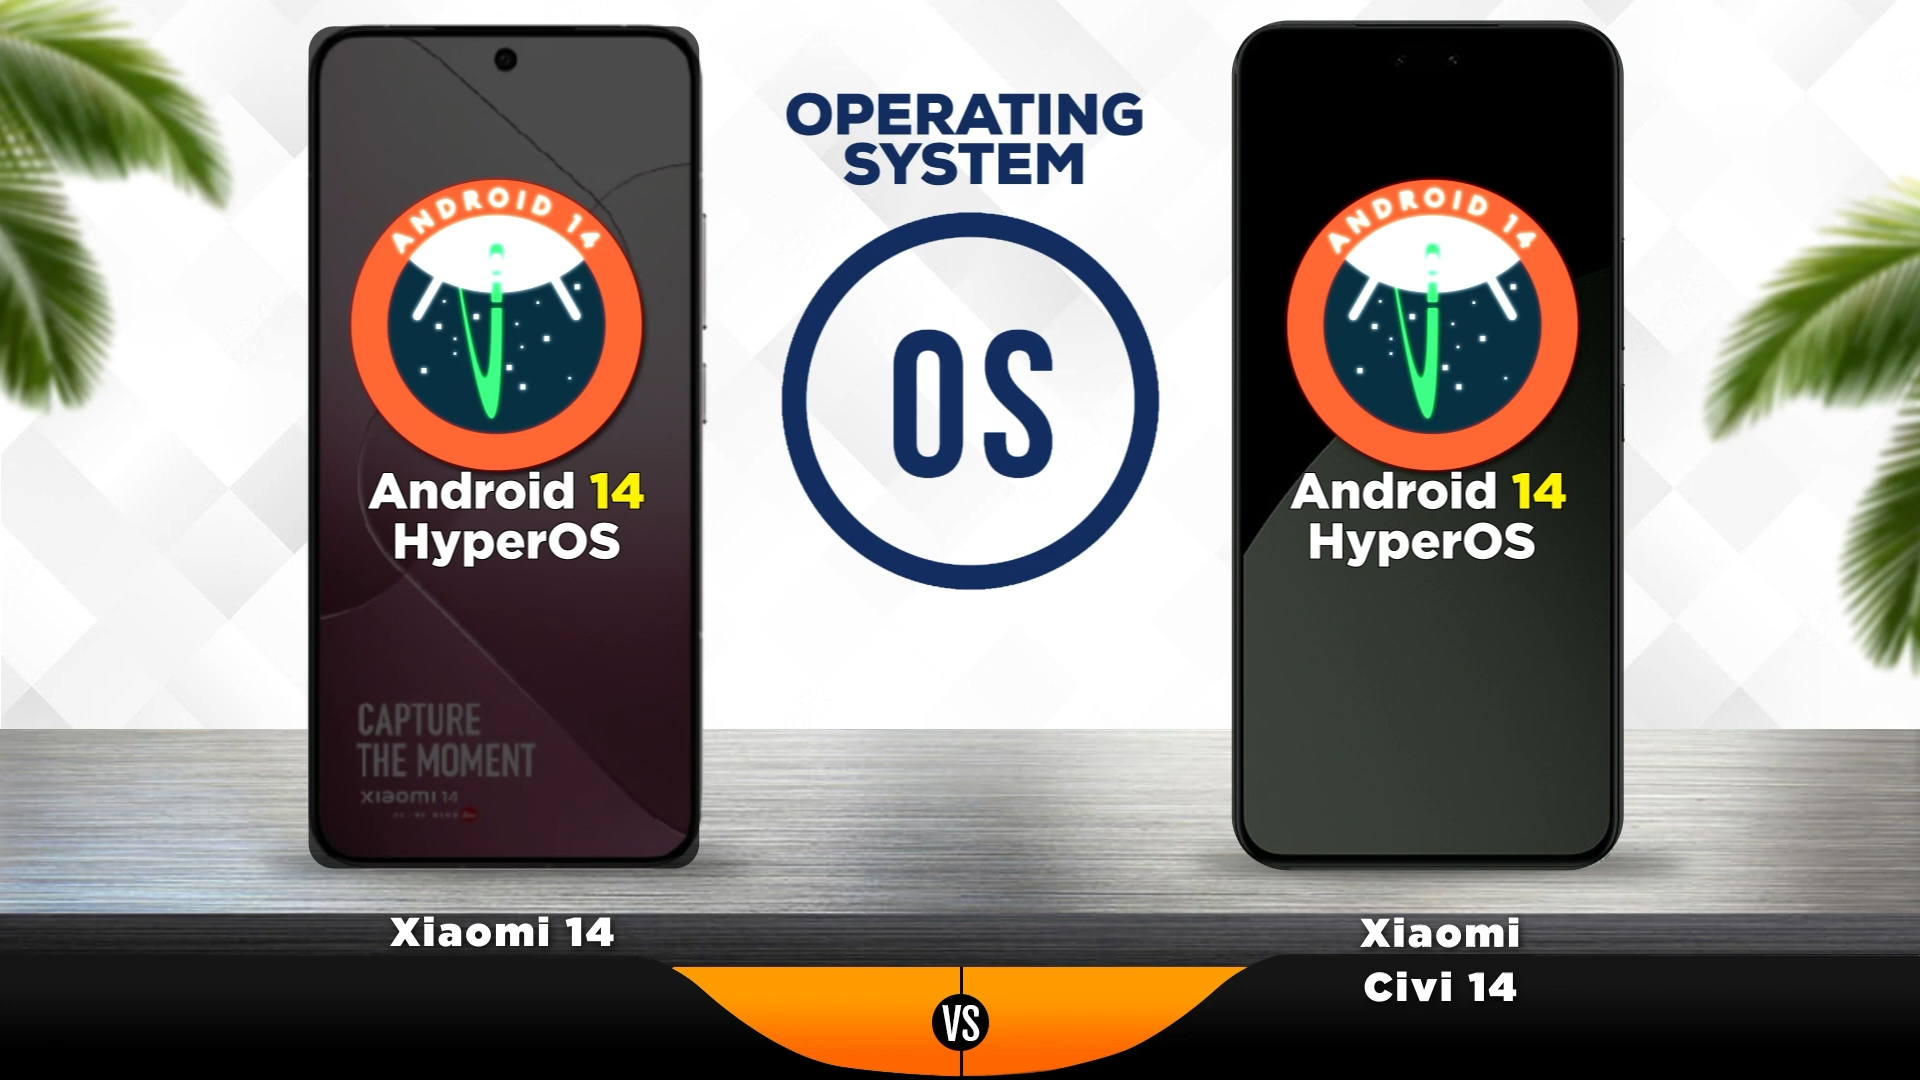 OPERATING
SYSTEM
OS
ANDROID 14
Android 14
HyperOS
CAPTURE
THE MOMENT
xiaomi 14
ANDROID 14
Android 14
HyperOS
Xiaomi 14
Xiaomi
Civi 14
VS